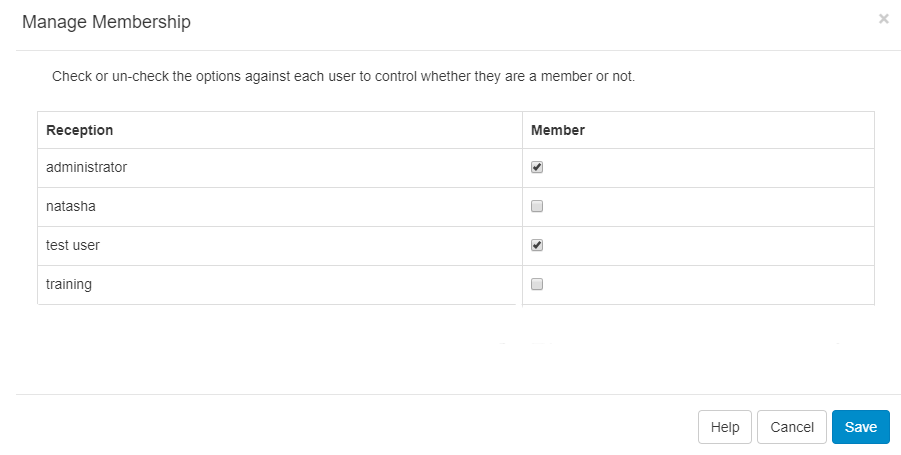 Manage Membership ×
Check or un-check the options against each user to control whether they are a member or not.
Reception Member
administrator
natasha
test user
training
Help Cancel Save